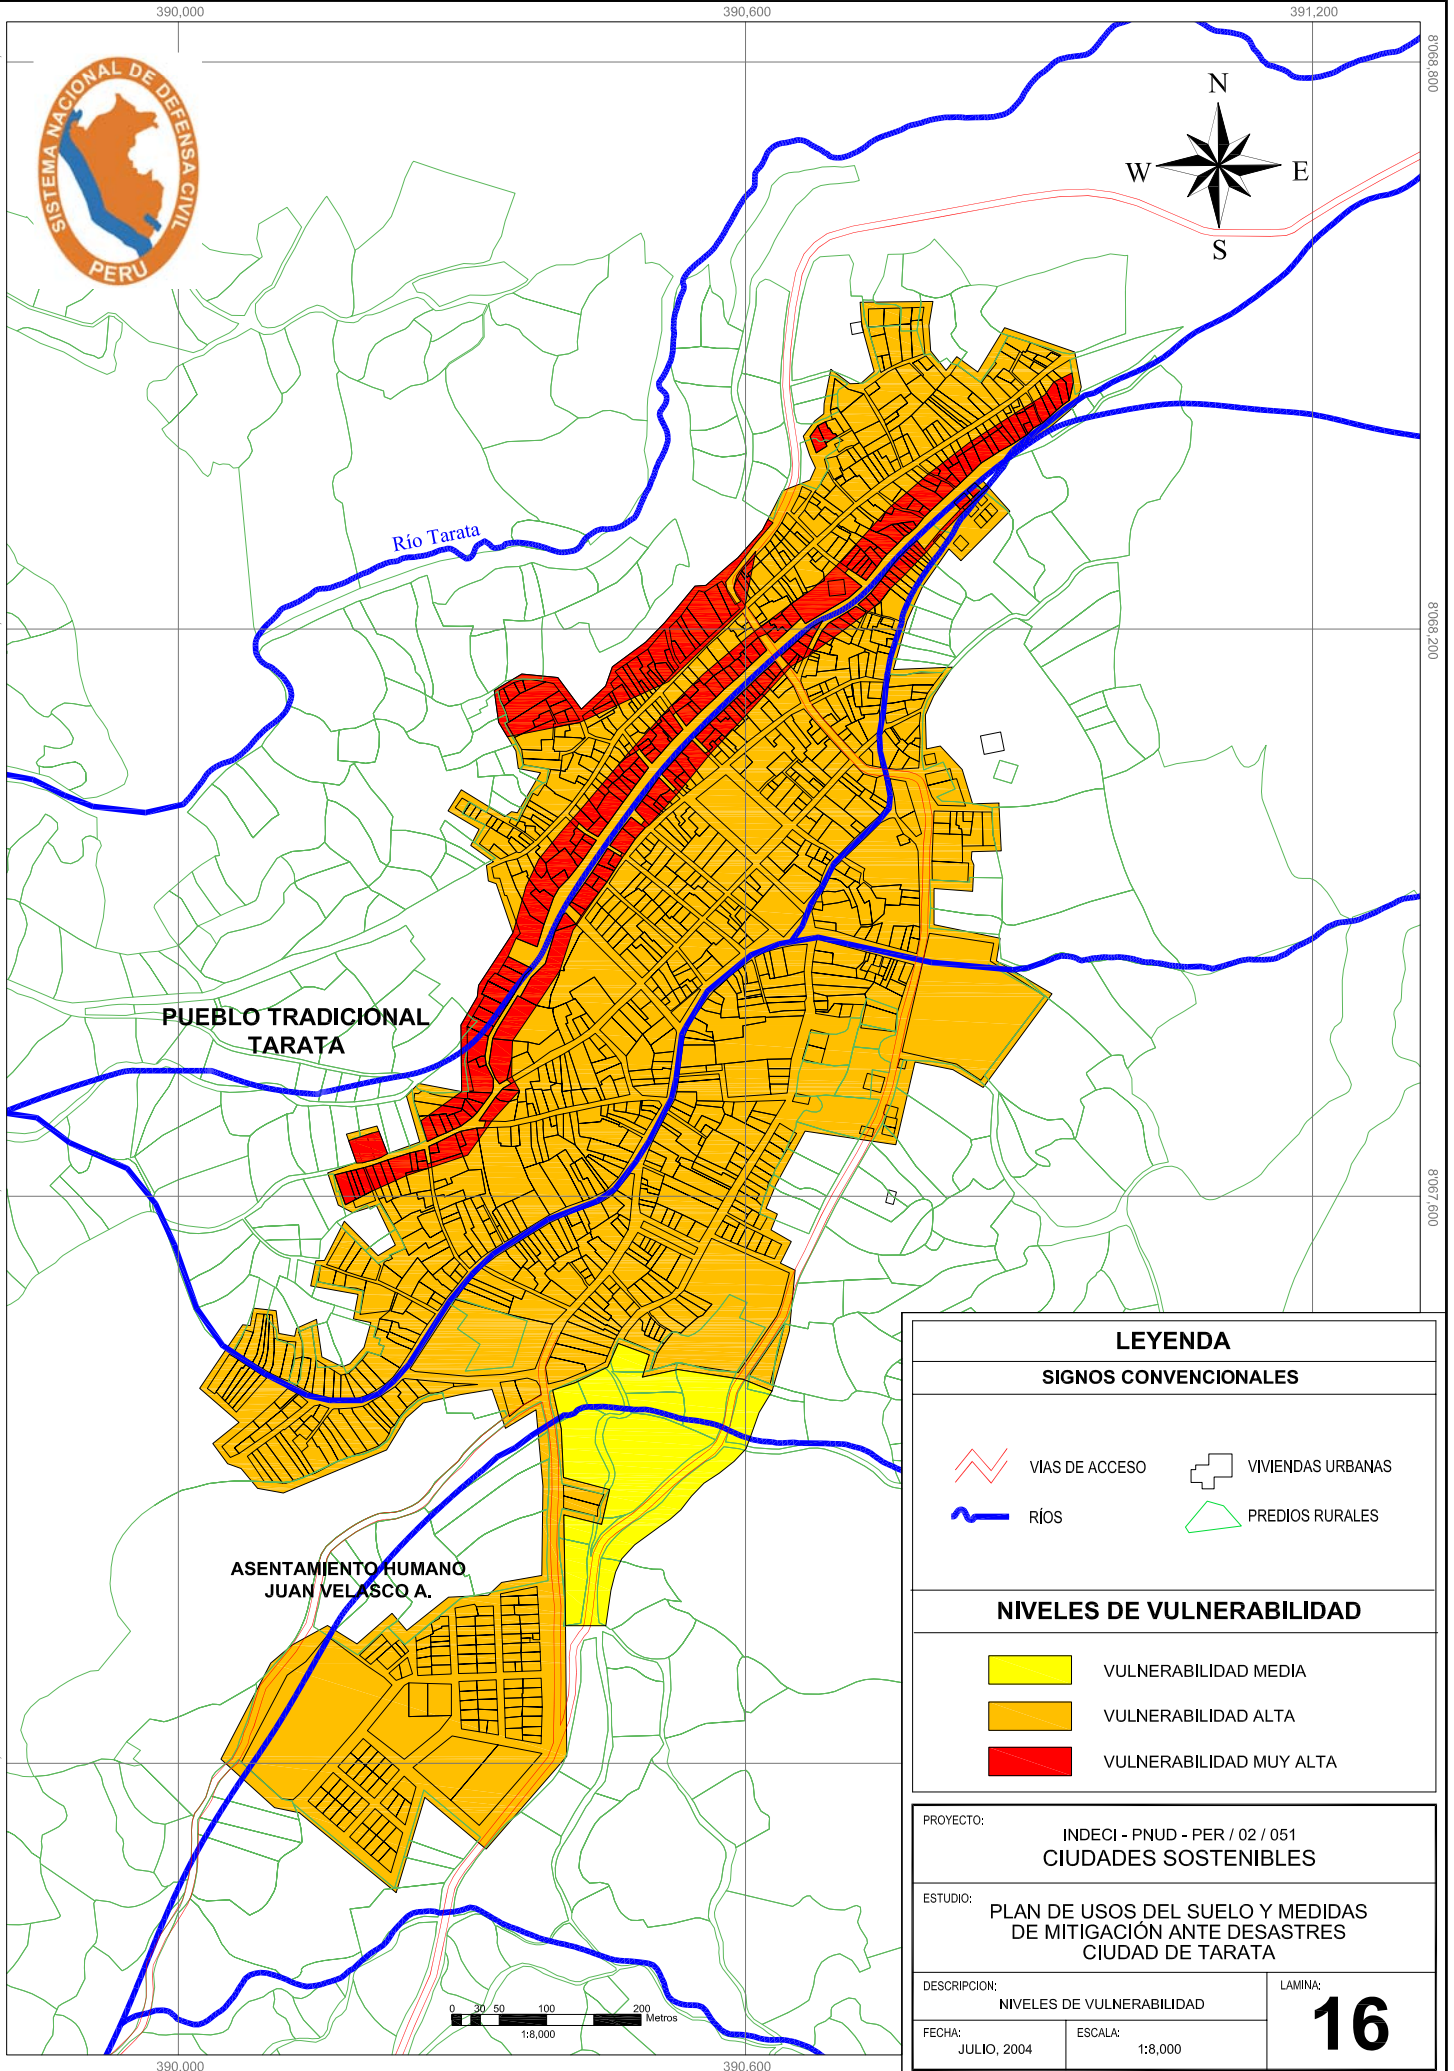 390,000
390,600
391,200
8'068,800
SISTEMA NACIONAL DE DEFENSA CIVIL
PERU
N
W
E
S
Río Tarata
8'068,200
PUEBLO TRADICIONAL
TARATA
8'067,600
ASENTAMIENTO HUMANO
JUAN VELASCO A.
LEYENDA
SIGNOS CONVENCIONALES
VIAS DE ACCESO
VIVIENDAS URBANAS
RÍOS
PREDIOS RURALES
NIVELES DE VULNERABILIDAD
VULNERABILIDAD MEDIA
VULNERABILIDAD ALTA
VULNERABILIDAD MUY ALTA
PROYECTO:
INDECI - PNUD - PER / 02 / 051
CIUDADES SOSTENIBLES
ESTUDIO:
PLAN DE USOS DEL SUELO Y MEDIDAS
DE MITIGACIÓN ANTE DESASTRES
CIUDAD DE TARATA
DESCRIPCION:
NIVELES DE VULNERABILIDAD
LAMINA:
16
FECHA:
JULIO, 2004
ESCALA:
1:8,000
0 30 50 100 200
Metros
1:8,000
390,000
390,600